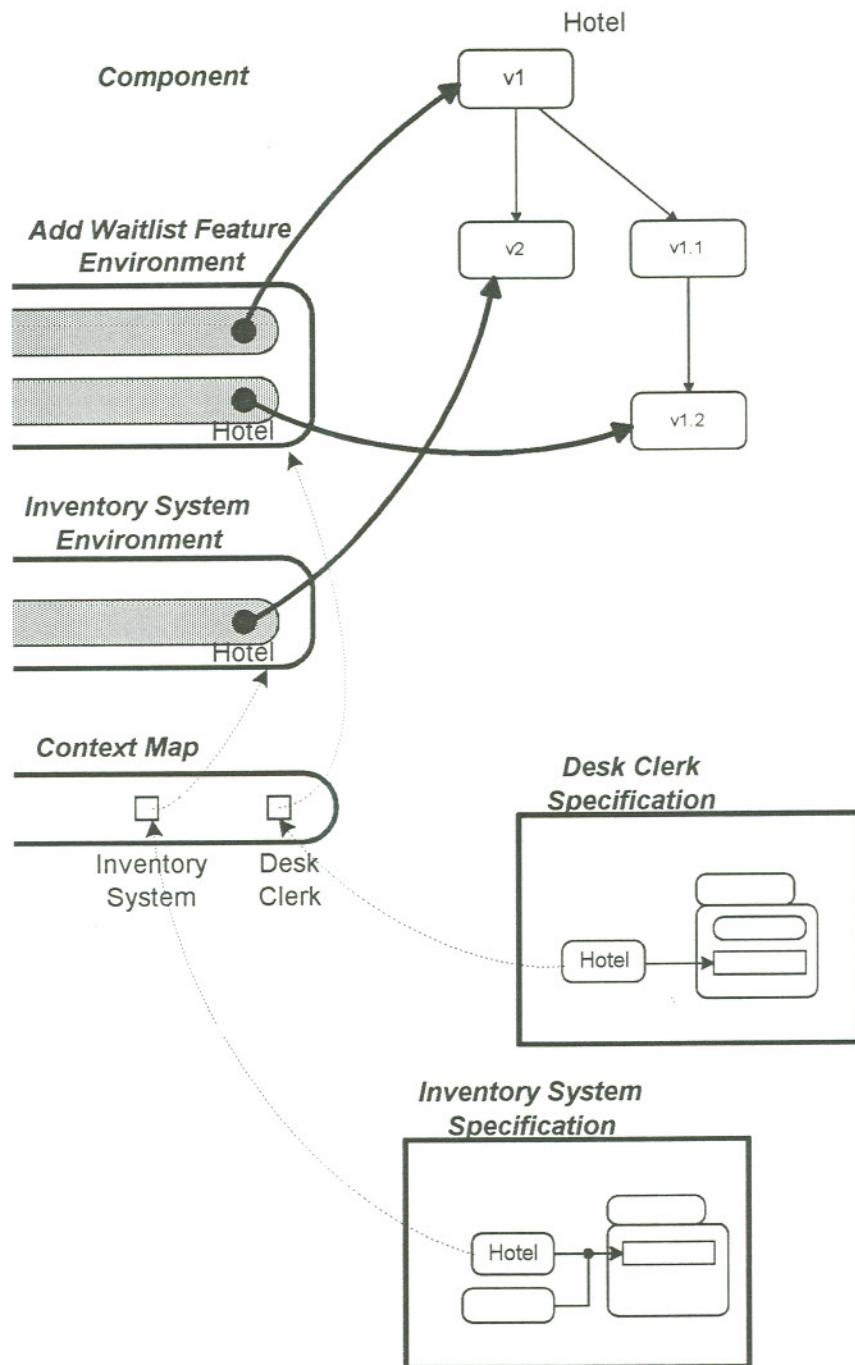 Hotel
Component
v1
Add Waitlist Feature
Environment
v2
v1.1
Hotel
v1.2
Inventory System
Environment
Hotel
Context Map
Desk Clerk
Specification
Inventory
System
Desk
Clerk
Hotel
Inventory System
Specification
Hotel